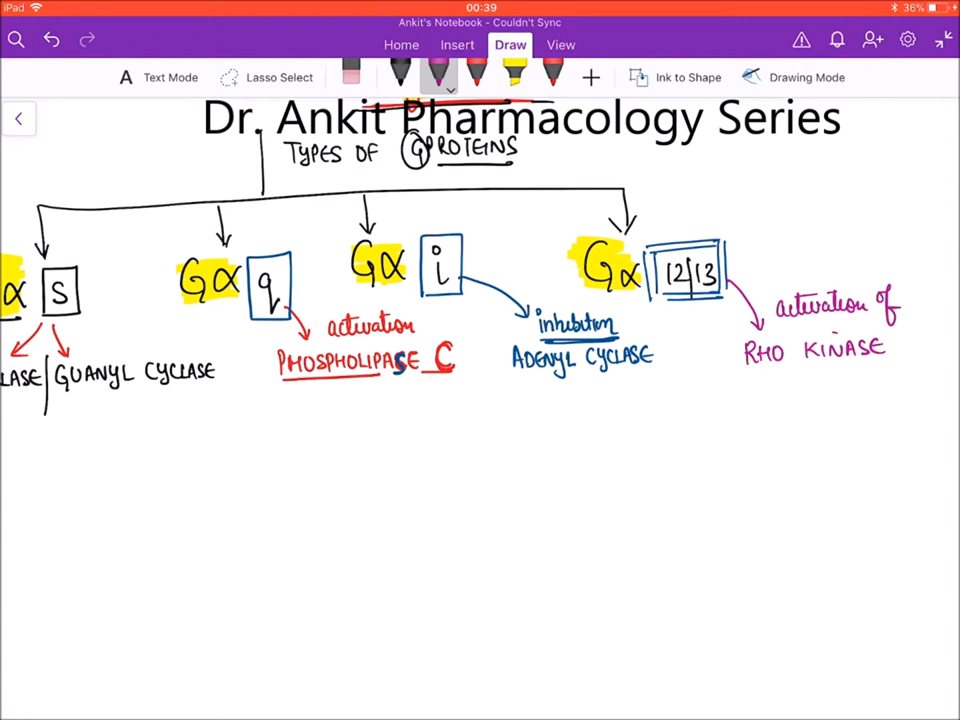 iPad 00:39 36%
Ankit's Notebook - Couldn't Sync
Home Insert Draw View
A Text Mode Lasso Select Ink to Shape Drawing Mode
Dr. Ankit Pharmacology Series
TYPES OF G PROTEINS
α S
Gα q
Gα i
Gα 12/13
activation
PHOSPHOLIPASE C
inhibition
ADENYL CYCLASE
activation of
RHO KINASE
LASE GUANYL CYCLASE